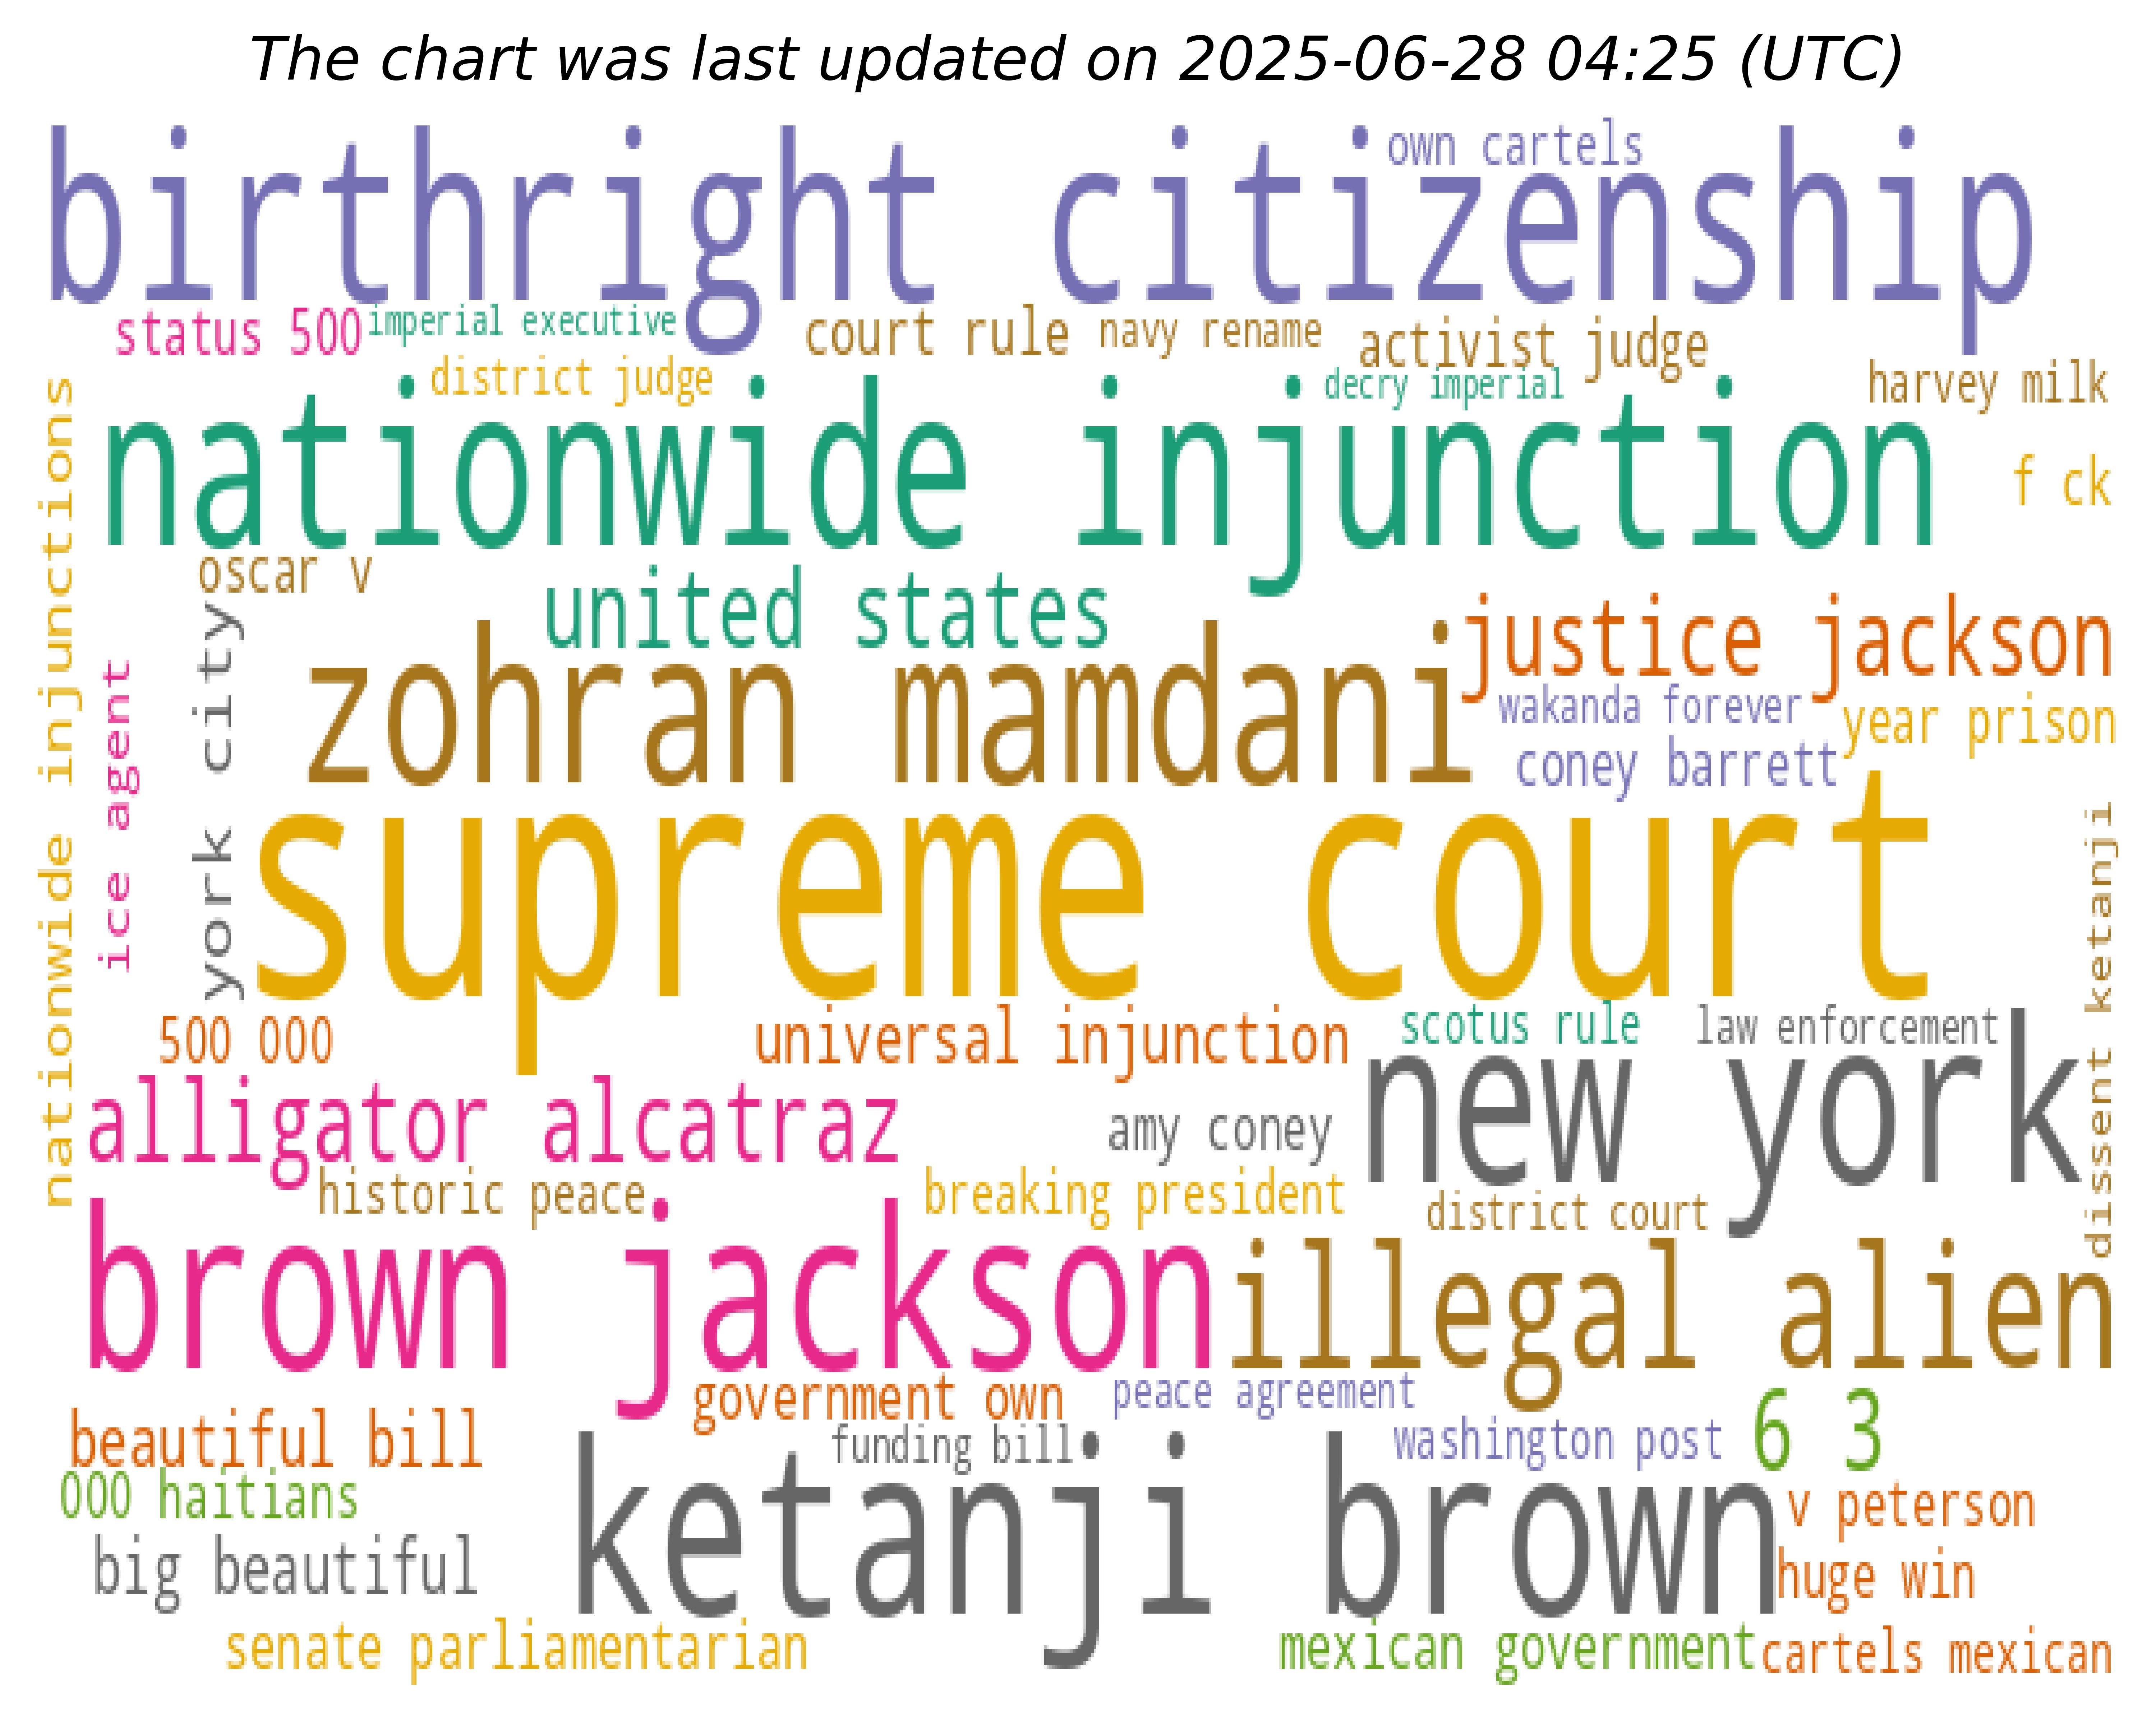 The chart was last updated on 2025-06-28 04:25 (UTC)
own cartels
birthright citizenship
status 500
imperial executive
court rule
navy rename
activist judge
district judge
decry imperial
harvey milk
nationwide injunctions
nationwide injunction
f ck
oscar v
united states
york city
justice jackson
ice agent
zohran mamdani
wakanda forever
year prison
coney barrett
supreme court
dissent ketanji
500 000
universal injunction
scotus rule
law enforcement
new york
alligator alcatraz
amy coney
historic peace
breaking president
district court
brown jackson
illegal alien
government own
peace agreement
beautiful bill
funding bill
washington post
6 3
000 haitians
ketanji brown
v peterson
big beautiful
huge win
senate parliamentarian
mexican government
cartels mexican